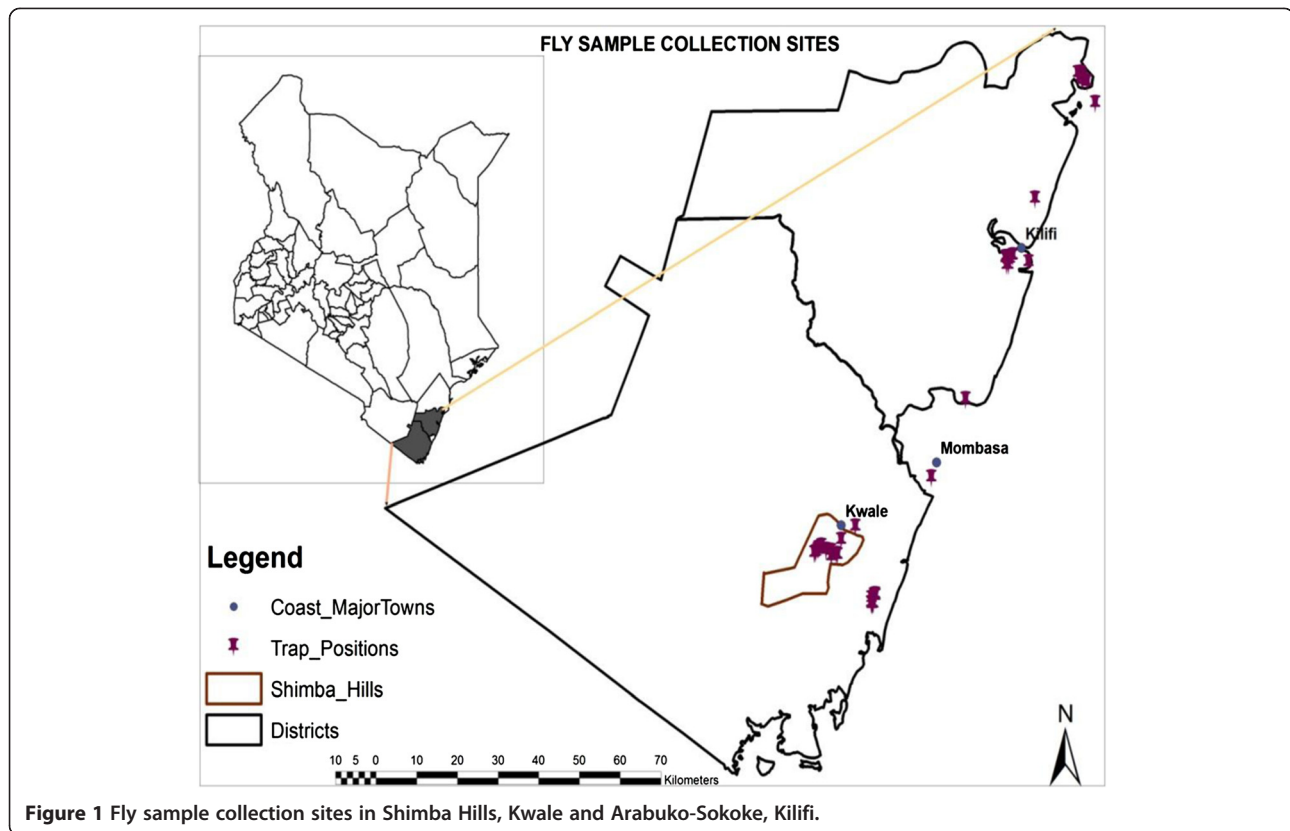 FLY SAMPLE COLLECTION SITES
Kilifi
Mombasa
Kwale
Legend
Coast_MajorTowns
Trap_Positions
Shimba_Hills
Districts
N
10 5 0 10 20 30 40 50 60 70
Kilometers
Figure 1 Fly sample collection sites in Shimba Hills, Kwale and Arabuko-Sokoke, Kilifi.